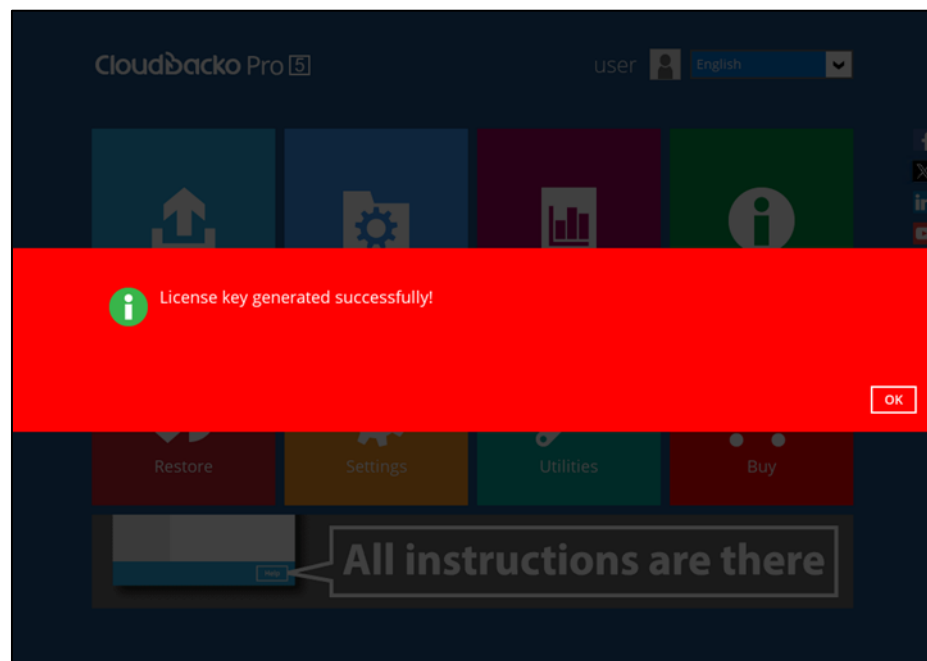 Cloudbacko Pro 5
user
English
License key generated successfully!
OK
Restore
Settings
Utilities
Buy
Help
All instructions are there